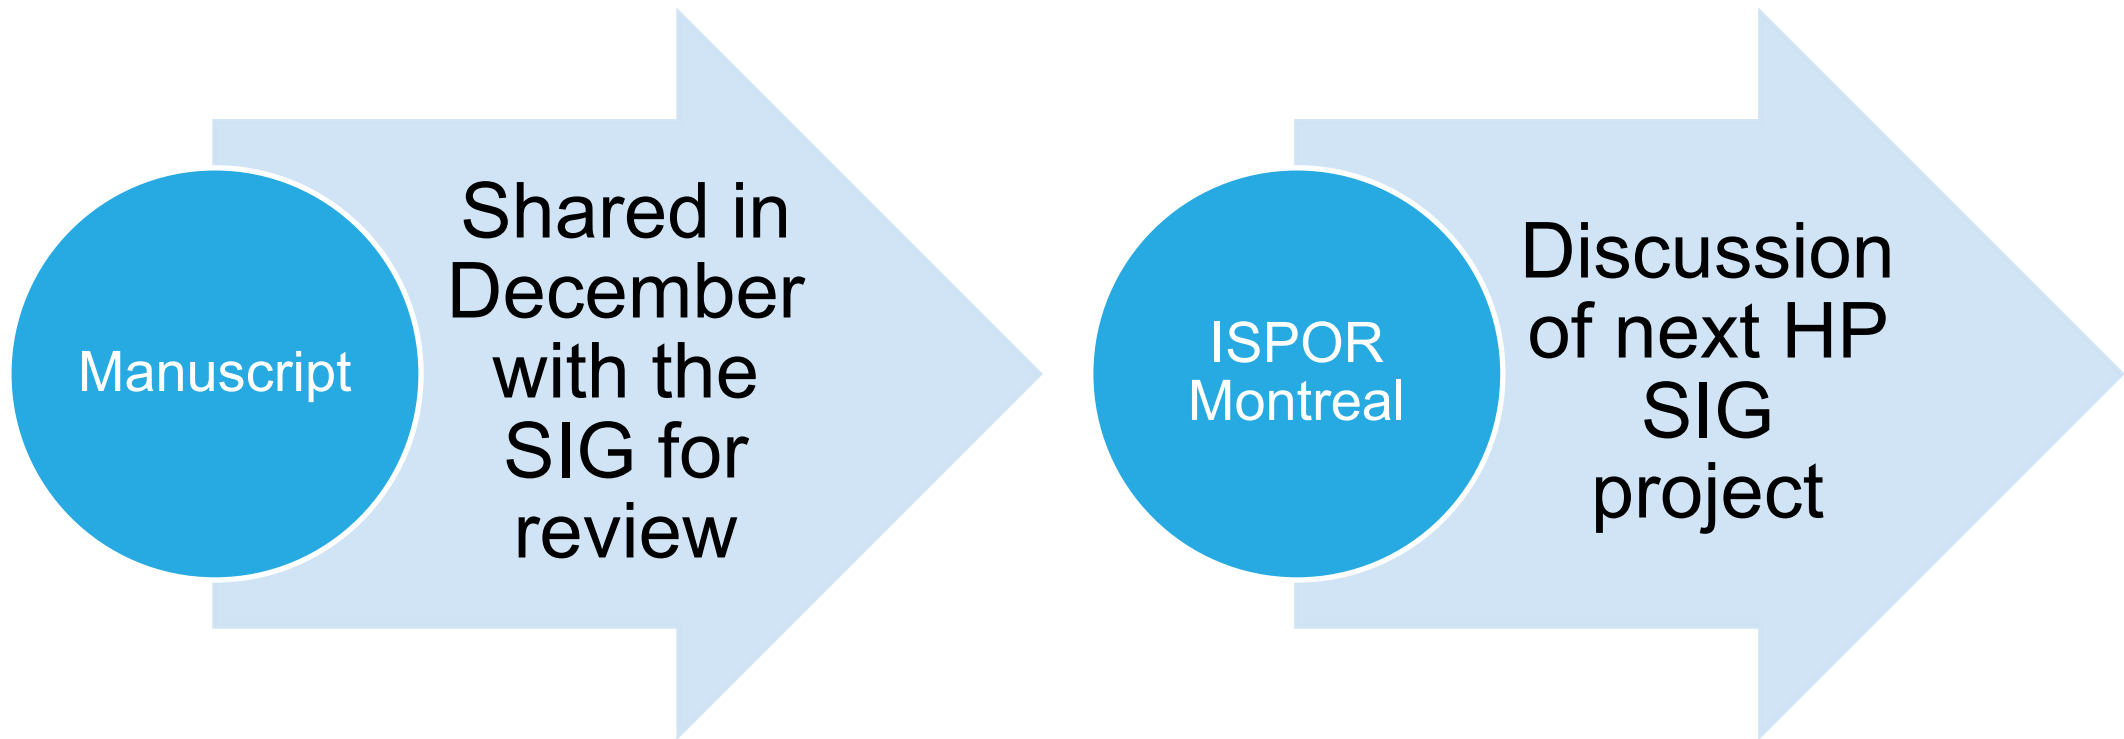 Manuscript
Shared in
December
with the
SIG for
review
ISPOR
Montreal
Discussion
of next HP
SIG
project